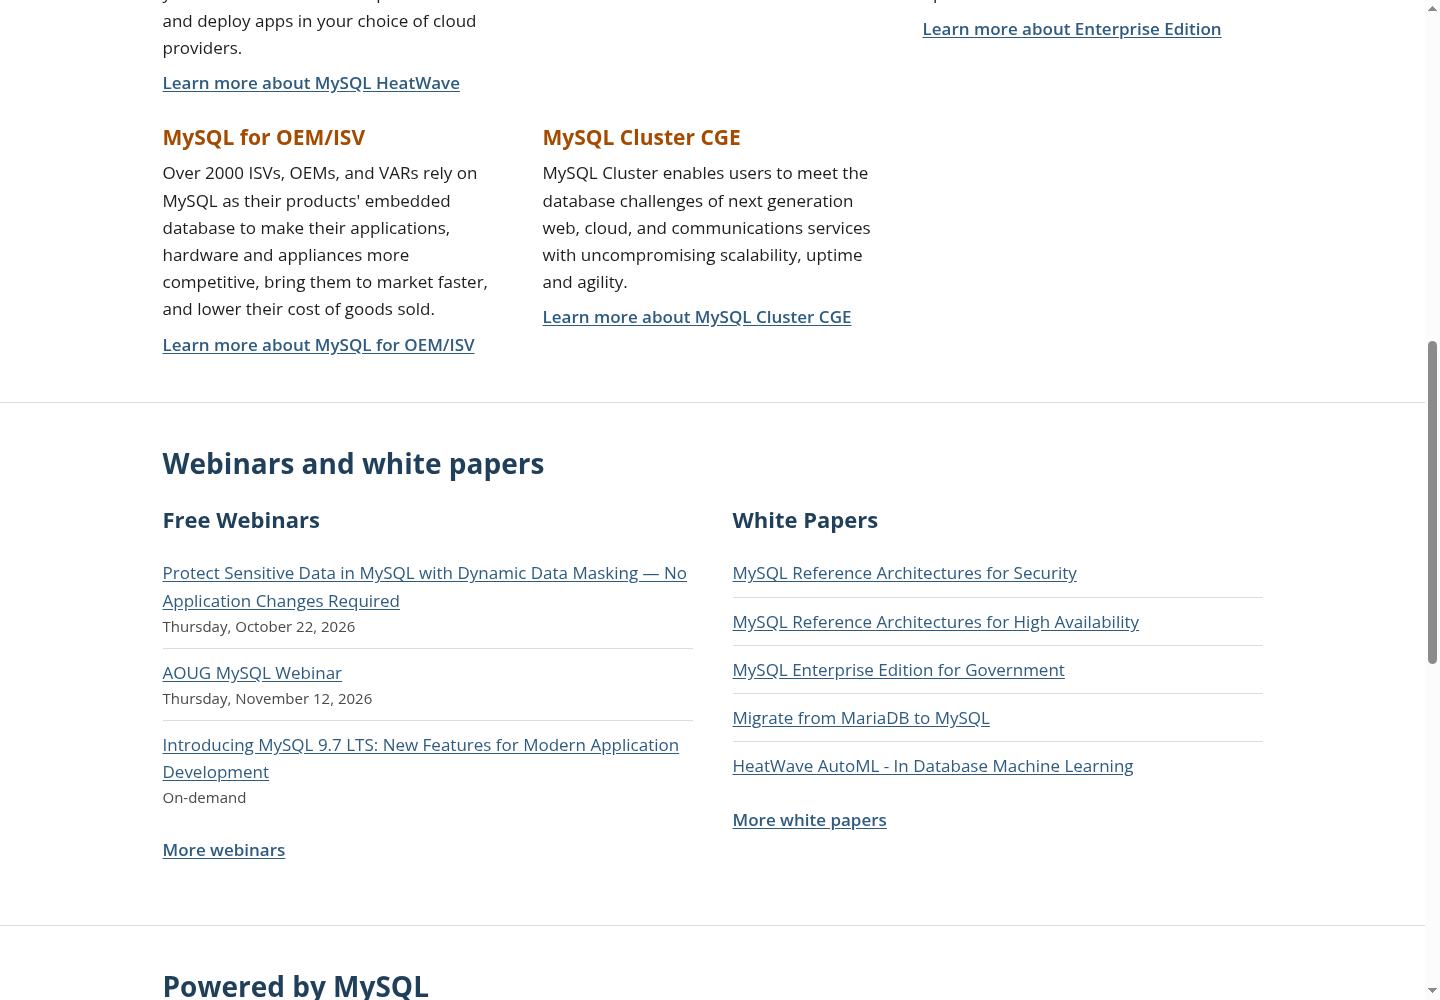 and deploy apps in your choice of cloud
providers.
Learn more about MySQL HeatWave
Learn more about Enterprise Edition
MySQL for OEM/ISV
Over 2000 ISVs, OEMs, and VARs rely on
MySQL as their products' embedded
database to make their applications,
hardware and appliances more
competitive, bring them to market faster,
and lower their cost of goods sold.
Learn more about MySQL for OEM/ISV
MySQL Cluster CGE
MySQL Cluster enables users to meet the
database challenges of next generation
web, cloud, and communications services
with uncompromising scalability, uptime
and agility.
Learn more about MySQL Cluster CGE
Webinars and white papers
Free Webinars
Protect Sensitive Data in MySQL with Dynamic Data Masking — No
Application Changes Required
Thursday, October 22, 2026
AOUG MySQL Webinar
Thursday, November 12, 2026
Introducing MySQL 9.7 LTS: New Features for Modern Application
Development
On-demand
More webinars
White Papers
MySQL Reference Architectures for Security
MySQL Reference Architectures for High Availability
MySQL Enterprise Edition for Government
Migrate from MariaDB to MySQL
HeatWave AutoML - In Database Machine Learning
More white papers
Powered by MySQL